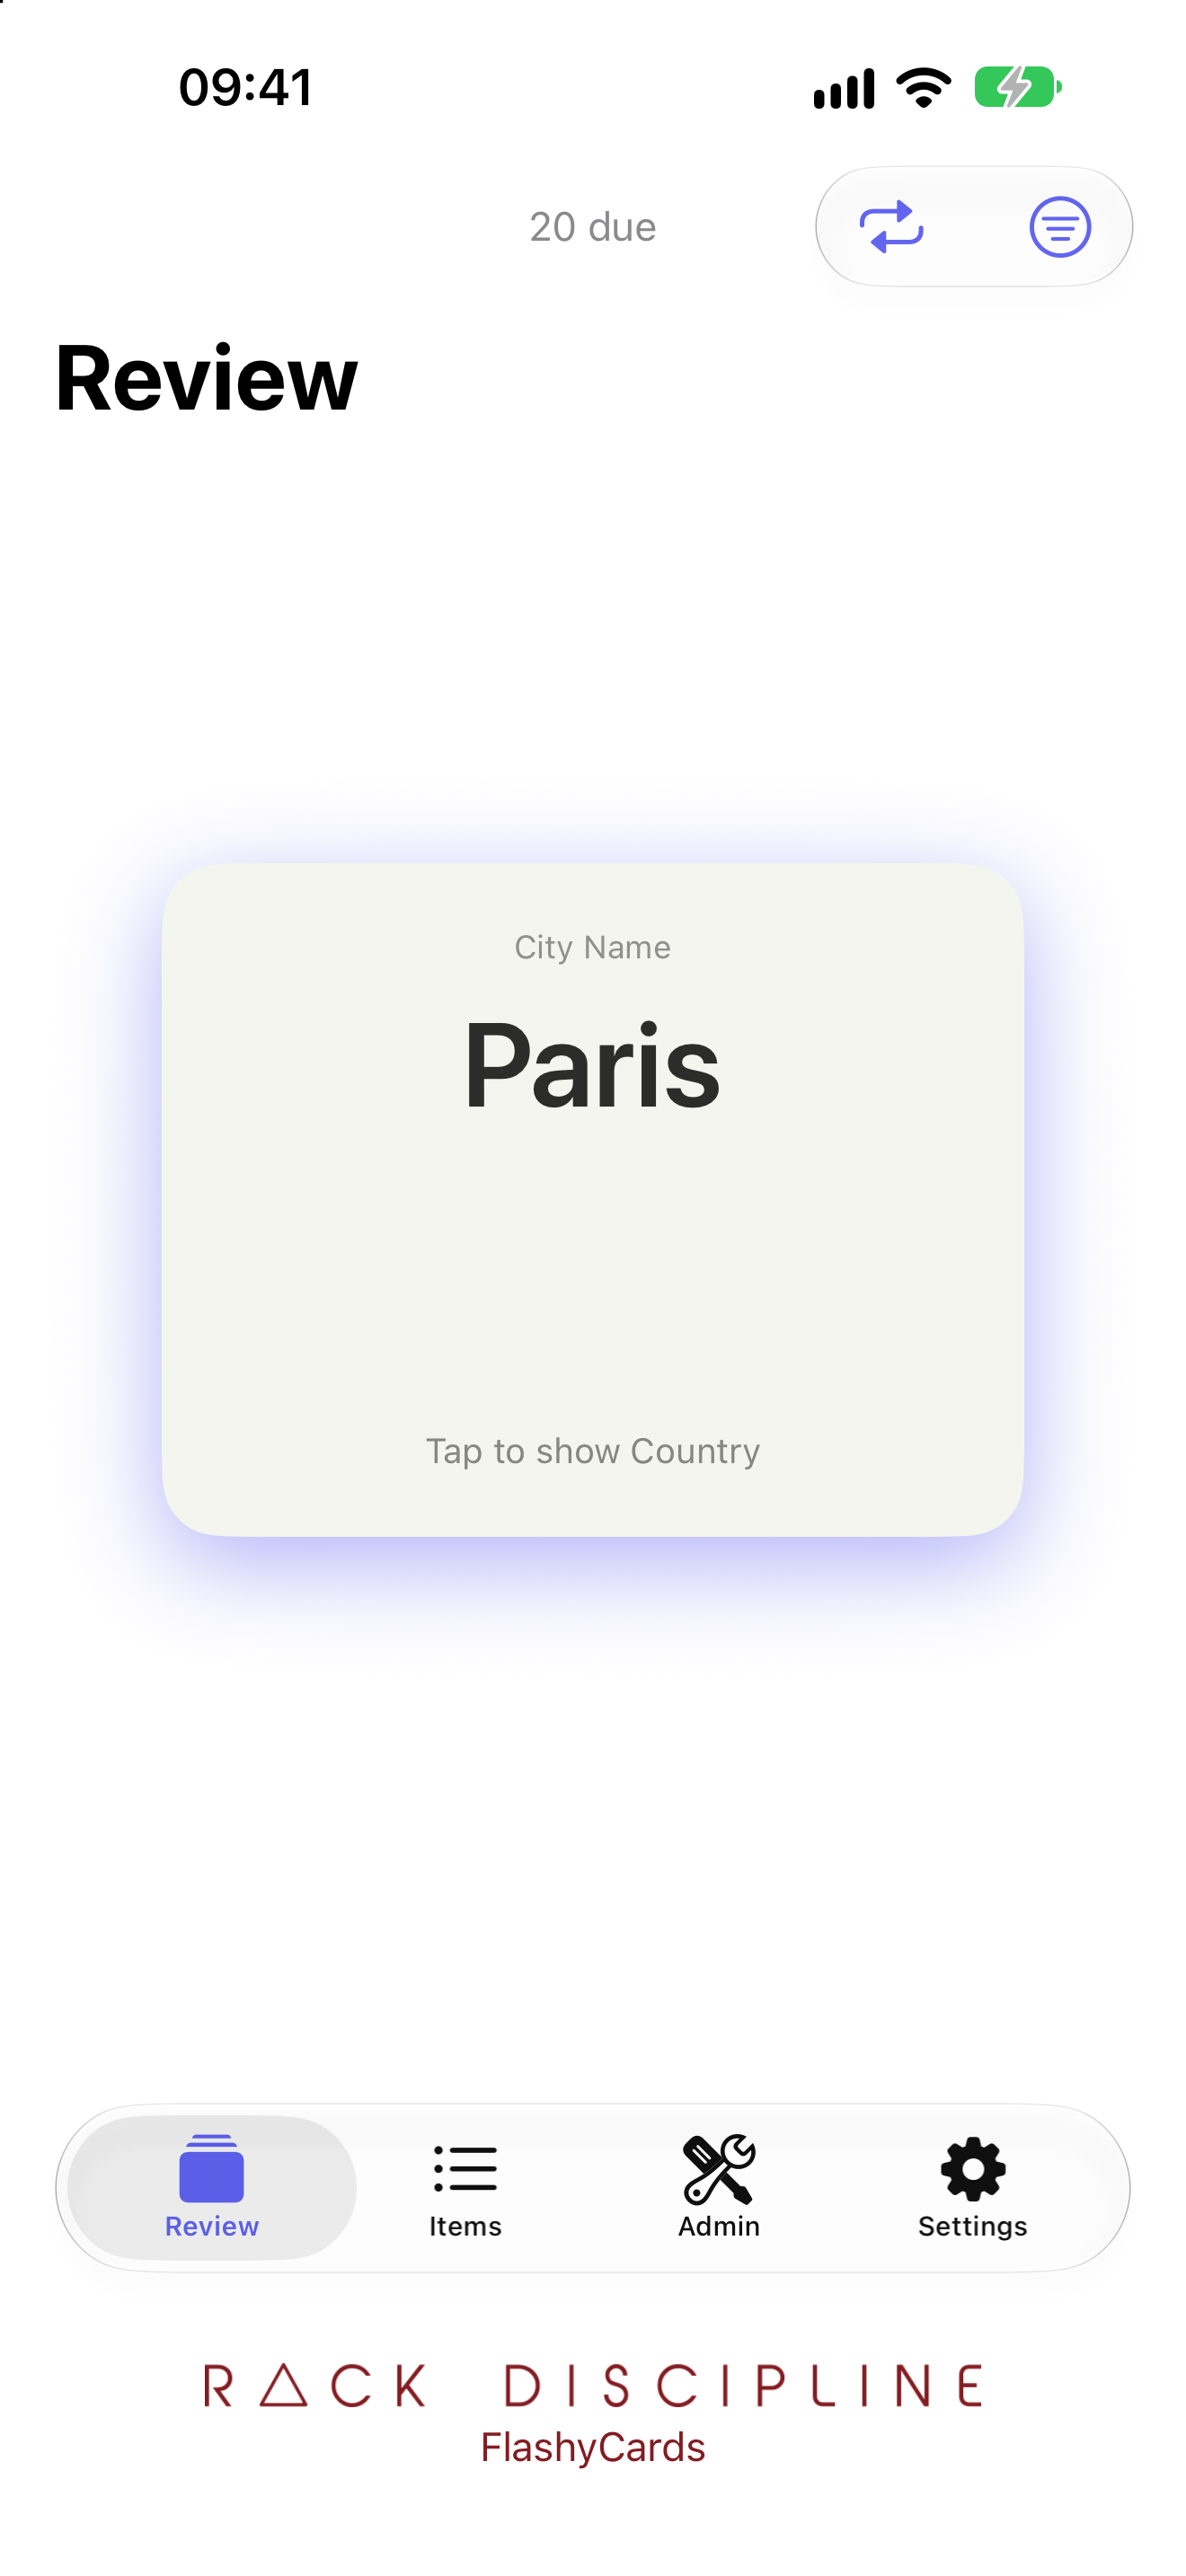 09:41
20 due
Review
City Name
Paris
Tap to show Country
Review
Items
Admin
Settings
RACK DISCIPLINE
FlashyCards